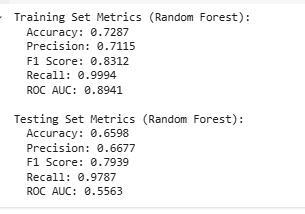 Training Set Metrics (Random Forest):
Accuracy: 0.7287
Precision: 0.7115
F1 Score: 0.8312
Recall: 0.9994
ROC AUC: 0.8941
Testing Set Metrics (Random Forest):
Accuracy: 0.6598
Precision: 0.6677
F1 Score: 0.7939
Recall: 0.9787
ROC AUC: 0.5563